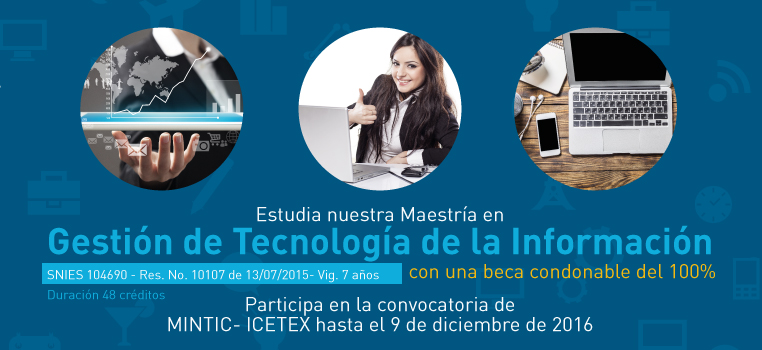 Estudia nuestra Maestría en
Gestión de Tecnología de la Información
SNIES 104690 - Res. No. 10107 de 13/07/2015- Vig. 7 años
con una beca condonable del 100%
Duración 48 créditos
Participa en la convocatoria de
MINTIC- ICETEX hasta el 9 de diciembre de 2016